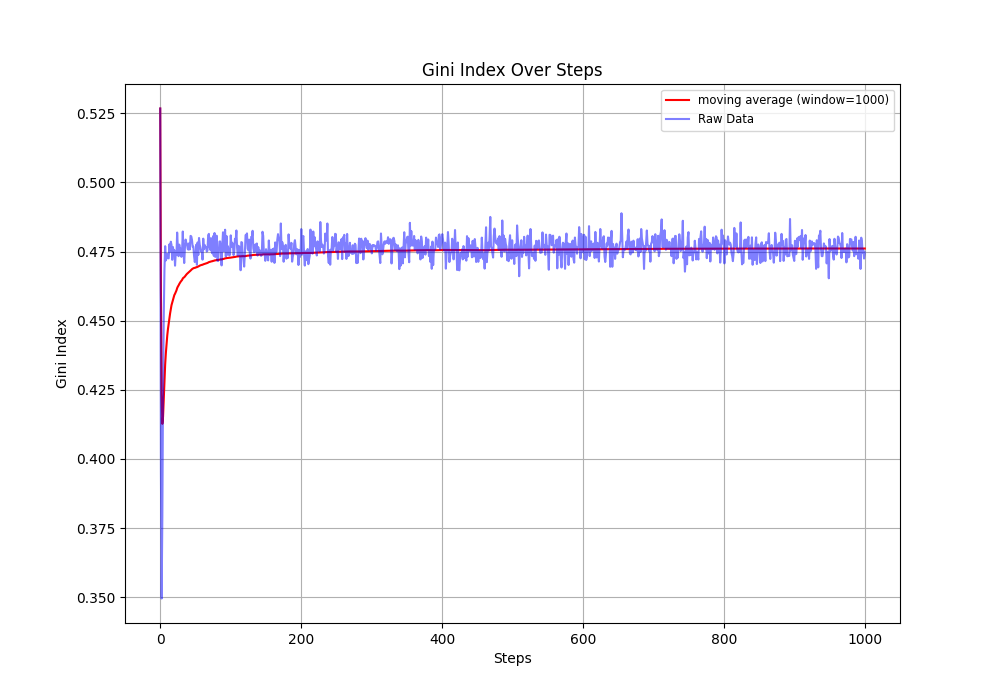 Gini Index Over Steps
moving average (window=1000)
Raw Data
0.525
0.500
0.475
0.450
0.425
0.400
0.375
0.350
Gini Index
0
200
400
600
800
1000
Steps